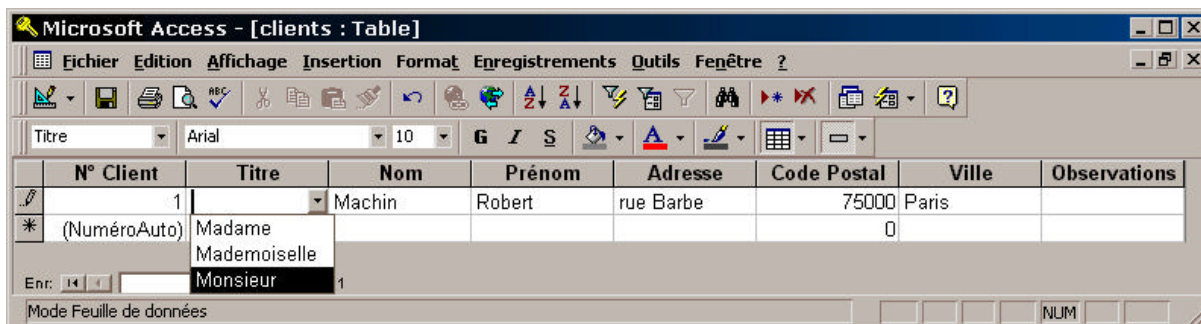 Microsoft Access - [clients : Table]
Fichier Edition Affichage Insertion Format Enregistrements Outils Fenêtre ?
ABC A Z Z A
Titre Arial 10 G I S A
N° Client Titre Nom Prénom Adresse Code Postal Ville Observations
1 Machin Robert rue Barbe 75000 Paris
(NuméroAuto) Madame 0
Mademoiselle
Enr: Monsieur 1
Mode Feuille de données NUM